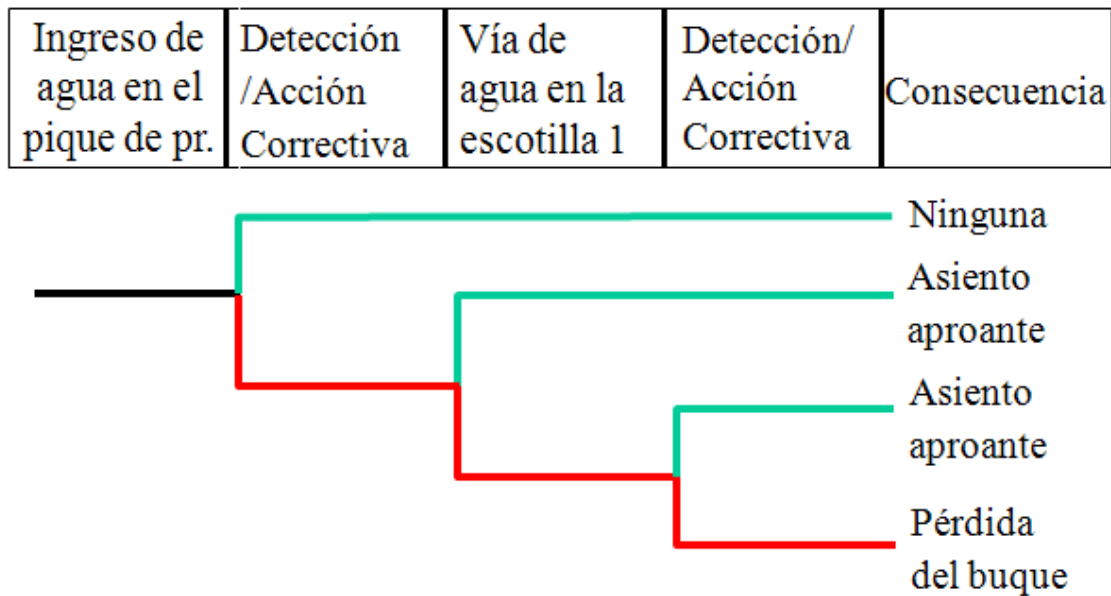 Ingreso de
agua en el
pique de pr.
Detección
/Acción
Correctiva
Vía de
agua en la
escotilla 1
Detección/
Acción
Correctiva
Consecuencia
Ninguna
Asiento
aproante
Asiento
aproante
Pérdida
del buque